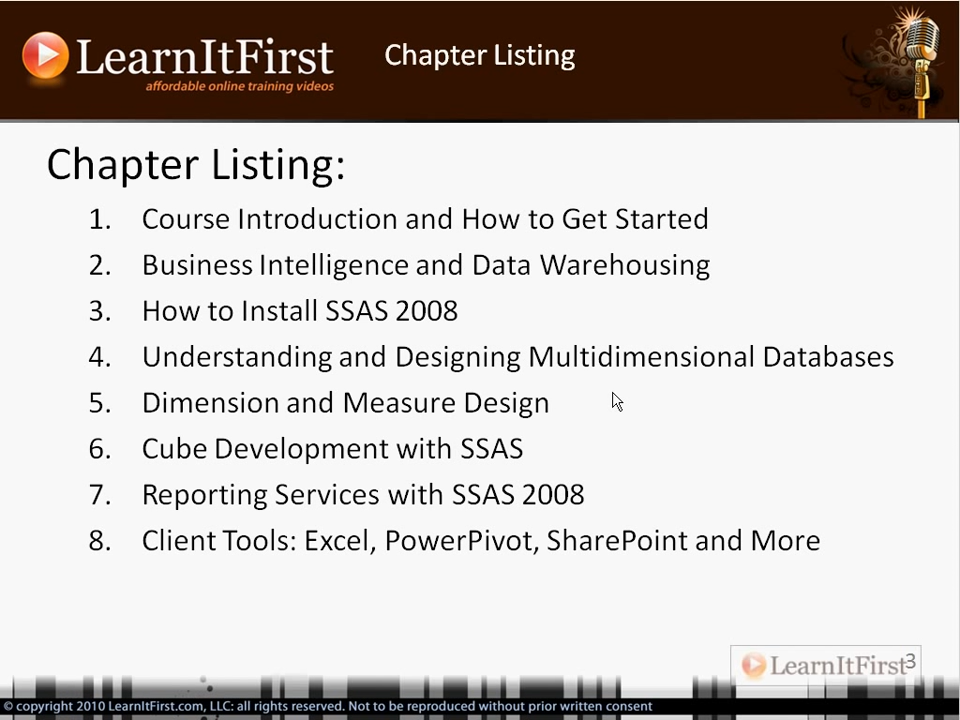 LearnItFirst
affordable online training videos
Chapter Listing
Chapter Listing:
1. Course Introduction and How to Get Started
2. Business Intelligence and Data Warehousing
3. How to Install SSAS 2008
4. Understanding and Designing Multidimensional Databases
5. Dimension and Measure Design
6. Cube Development with SSAS
7. Reporting Services with SSAS 2008
8. Client Tools: Excel, PowerPivot, SharePoint and More
LearnItFirst
3
© copyright 2010 LearnItFirst.com, LLC: all rights reserved. Not to be reproduced without prior written consent